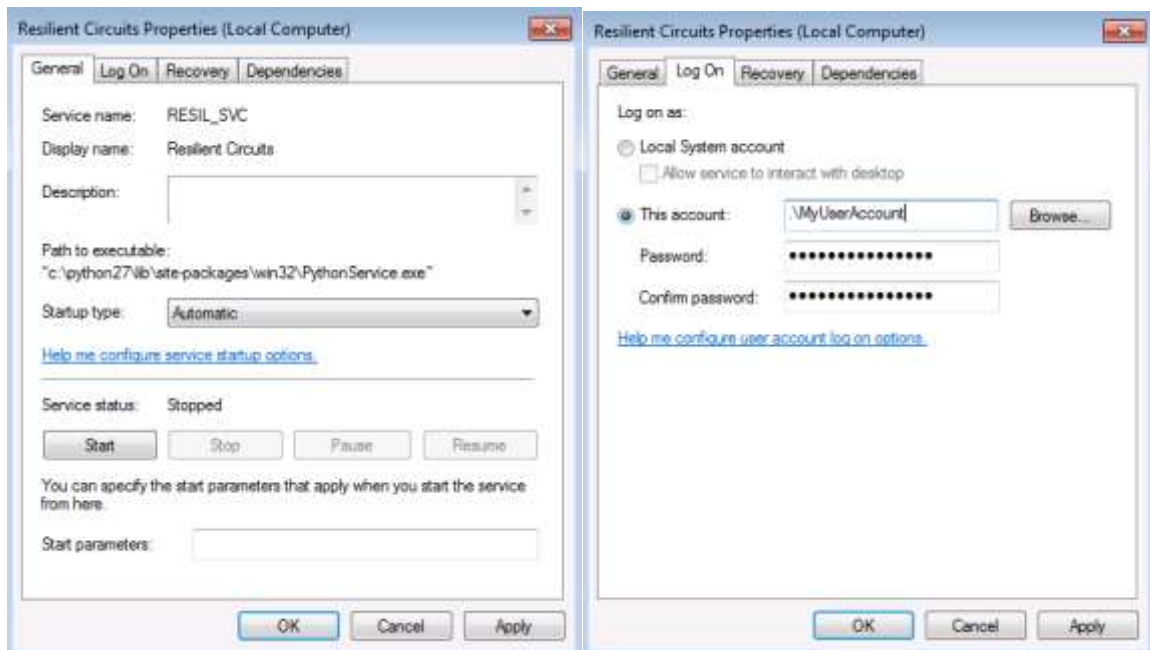 Resilient Circuits Properties (Local Computer)
General Log On Recovery Dependencies
Service name: RESIL_SVC
Display name: Resilient Circuits
Description:
Path to executable:
"c:\python27\lib\site-packages\win32\PythonService.exe"
Startup type: Automatic
Help me configure service startup options.
Service status: Stopped
Start Stop Pause Resume
You can specify the start parameters that apply when you start the service
from here.
Start parameters:
OK Cancel Apply
Resilient Circuits Properties (Local Computer)
General Log On Recovery Dependencies
Log on as:
Local System account
Allow service to interact with desktop
This account: .\MyUserAccount Browse...
Password: ●●●●●●●●●●●●●●●
Confirm password: ●●●●●●●●●●●●●●●
Help me configure user account log on options.
OK Cancel Apply